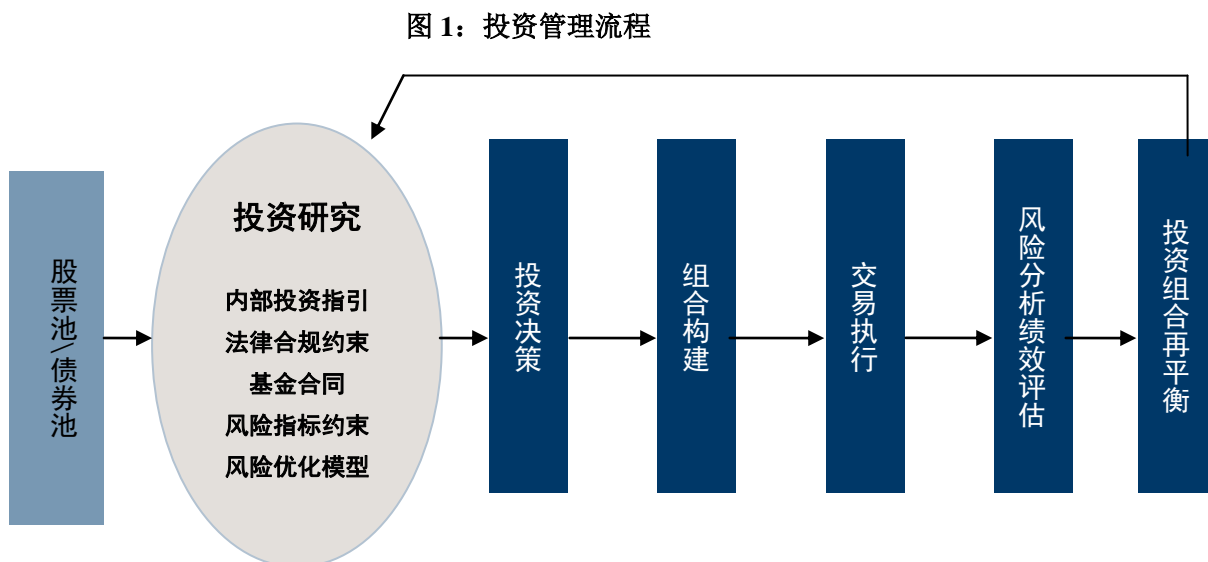 图 1：投资管理流程
股票池/债券池
投资研究
内部投资指引
法律合规约束
基金合同
风险指标约束
风险优化模型
投资决策
组合构建
交易执行
风险分析绩效评估
投资组合再平衡